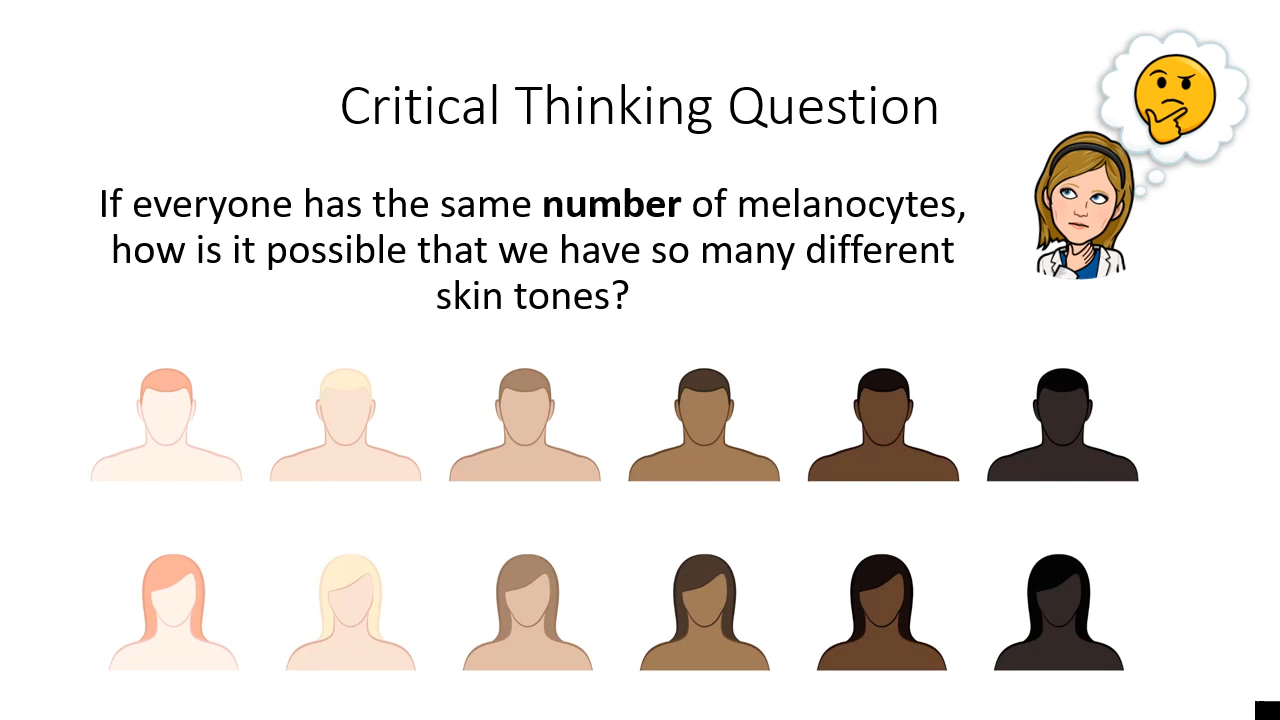 Critical Thinking Question
If everyone has the same number of melanocytes,
how is it possible that we have so many different
skin tones?